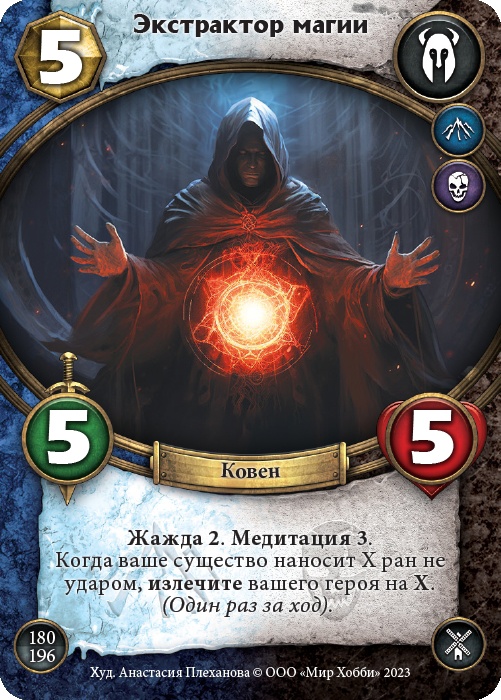 Экстрактор магии
5
5
5
Ковен
Жажда 2. Медитация 3.
Когда ваше существо наносит X ран не
ударом, излечите вашего героя на X.
(Один раз за ход).
180
196
Худ. Анастасия Плеханова © ООО «Мир Хобби» 2023